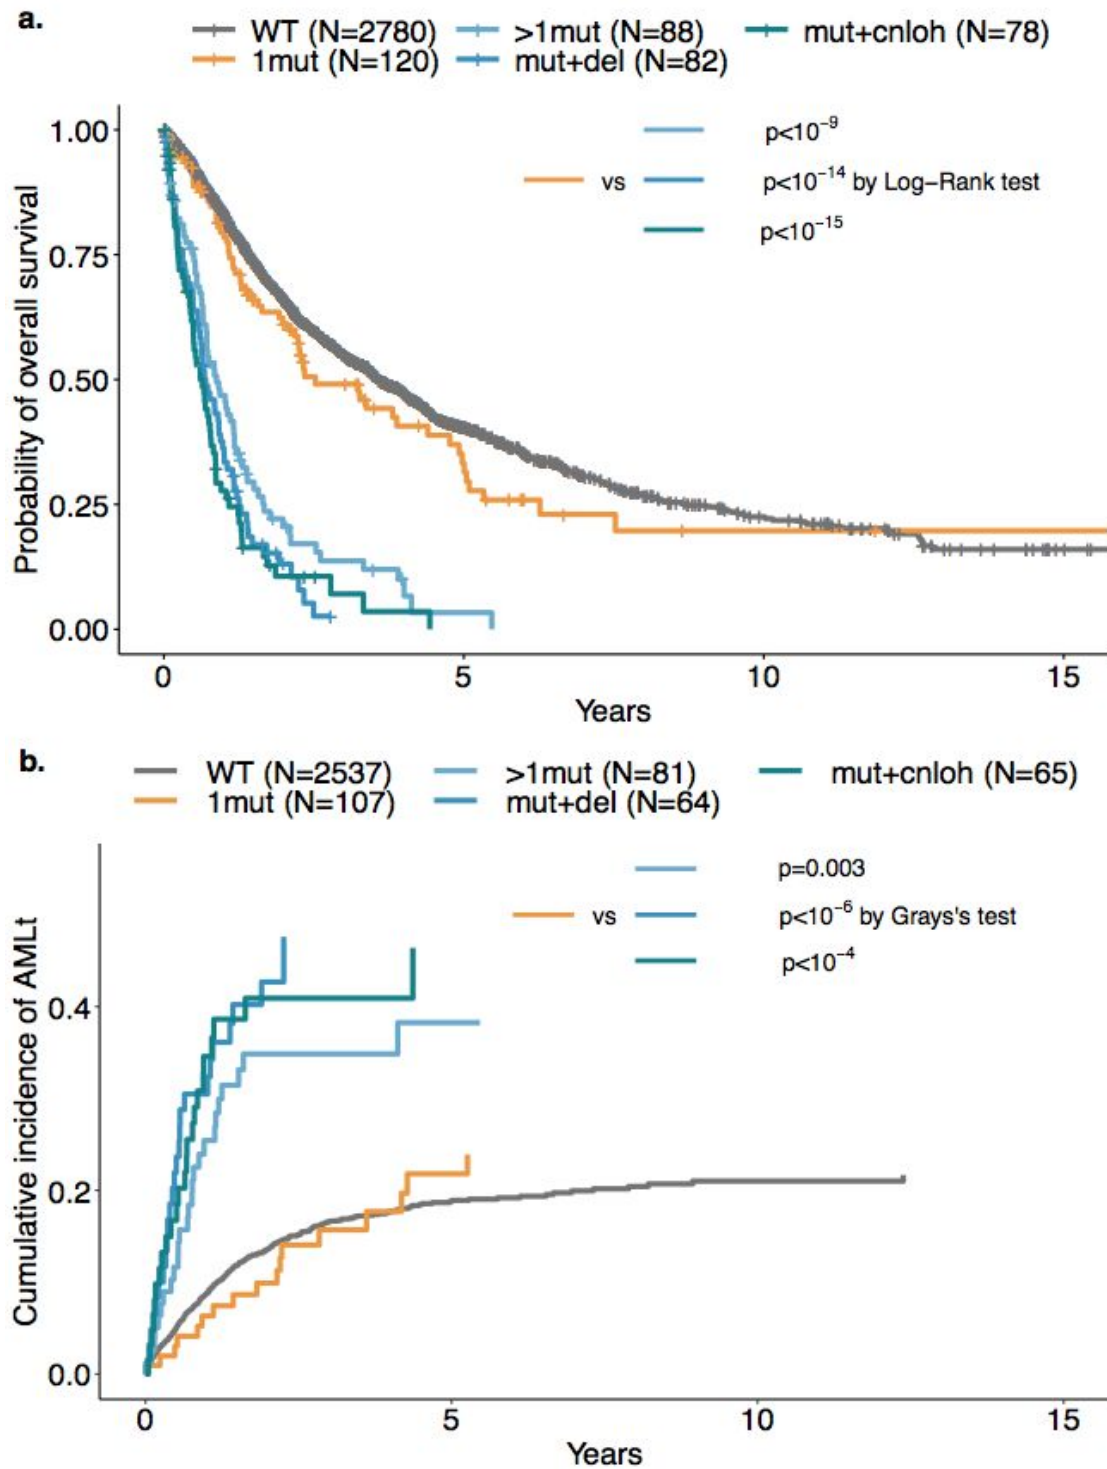 a.
WT (N=2780) >1mut (N=88) mut+cnloh (N=78)
1mut (N=120) mut+del (N=82)
1.00
0.75
0.50
0.25
0.00
Probability of overall survival
p<10⁻⁹
vs p<10⁻¹⁴ by Log-Rank test
p<10⁻¹⁵
0 5 10 15
Years
b.
WT (N=2537) >1mut (N=81) mut+cnloh (N=65)
1mut (N=107) mut+del (N=64)
Cumulative incidence of AMLt
0.4
0.2
0.0
p=0.003
vs p<10⁻⁶ by Grays's test
p<10⁻⁴
0 5 10 15
Years